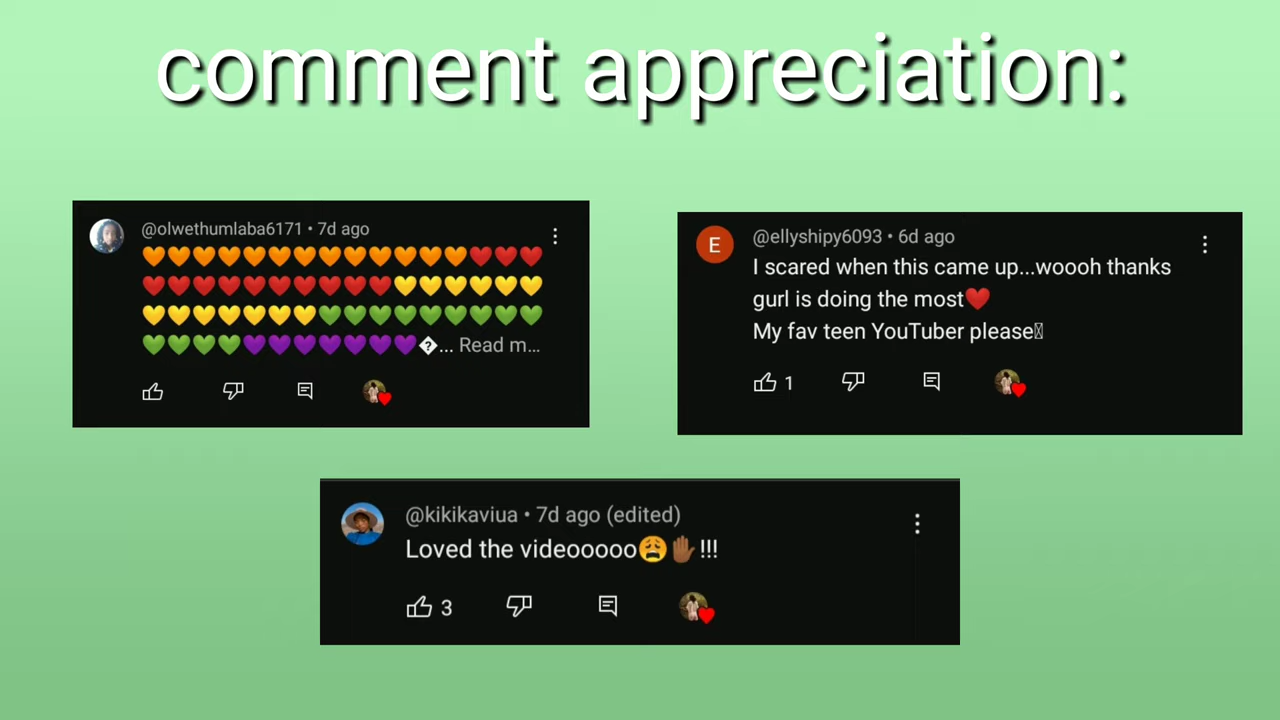 comment appreciation:
@olwethumlaba6171 • 7d ago
🧡🧡🧡🧡🧡🧡🧡🧡🧡🧡🧡🧡🧡❤️❤️❤️
❤️❤️❤️❤️❤️❤️❤️❤️❤️❤️💛💛💛💛💛💛
💛💛💛💛💛💛💛💚💚💚💚💚💚💚💚💚
💚💚💚💚💜💜💜💜💜💜💜�... Read m...
@ellyshipy6093 • 6d ago
E
I scared when this came up...woooh thanks
gurl is doing the most❤️
My fav teen YouTuber please
1
@kikikaviua • 7d ago (edited)
Loved the videooooo😩✋🏾!!!
3